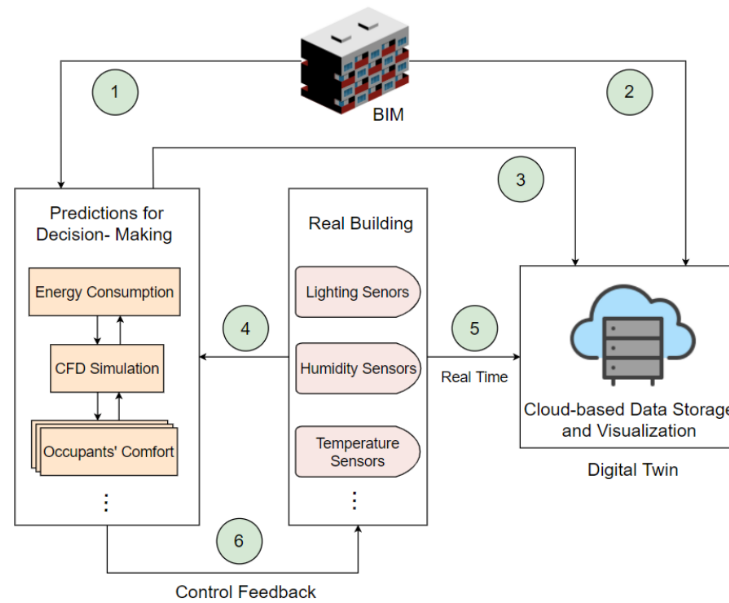 BIM
1
2
3
Predictions for
Decision- Making
Energy Consumption
CFD Simulation
Occupants' Comfort
Real Building
Lighting Senors
Humidity Sensors
Temperature
Sensors
4
5
Real Time
Cloud-based Data Storage
and Visualization
Digital Twin
6
Control Feedback